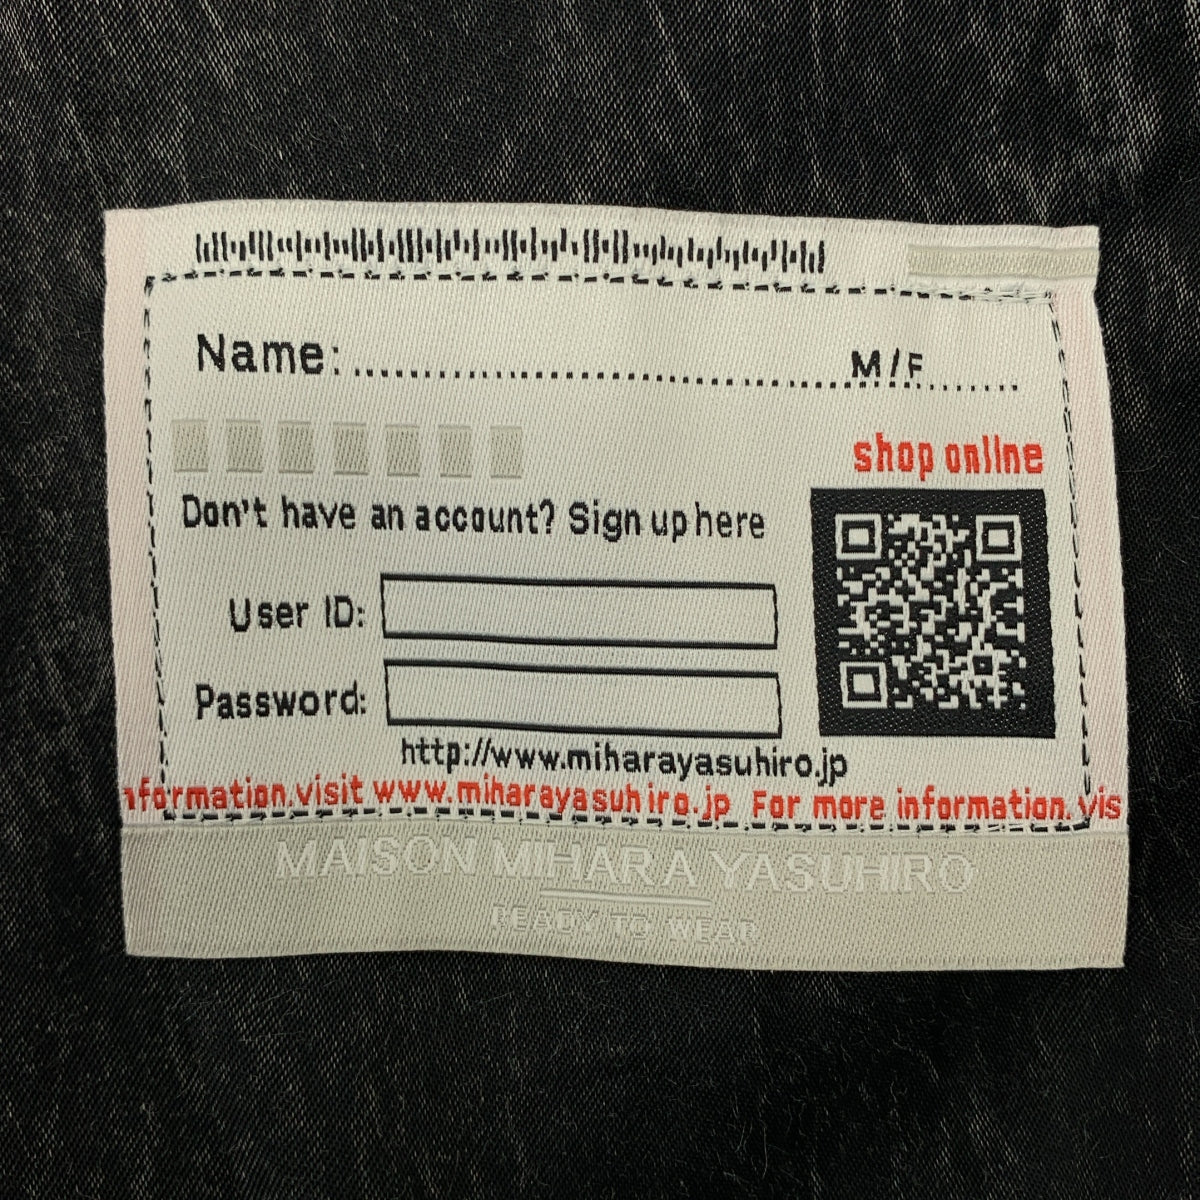 Name: M/F
shop online
Don't have an account? Sign up here
User ID:
Password:
http://www.miharayasuhiro.jp
nformation.visit www.miharayasuhiro.jp For more information.vis
MAISON MIHARA YASUHIRO
READY TO WEAR